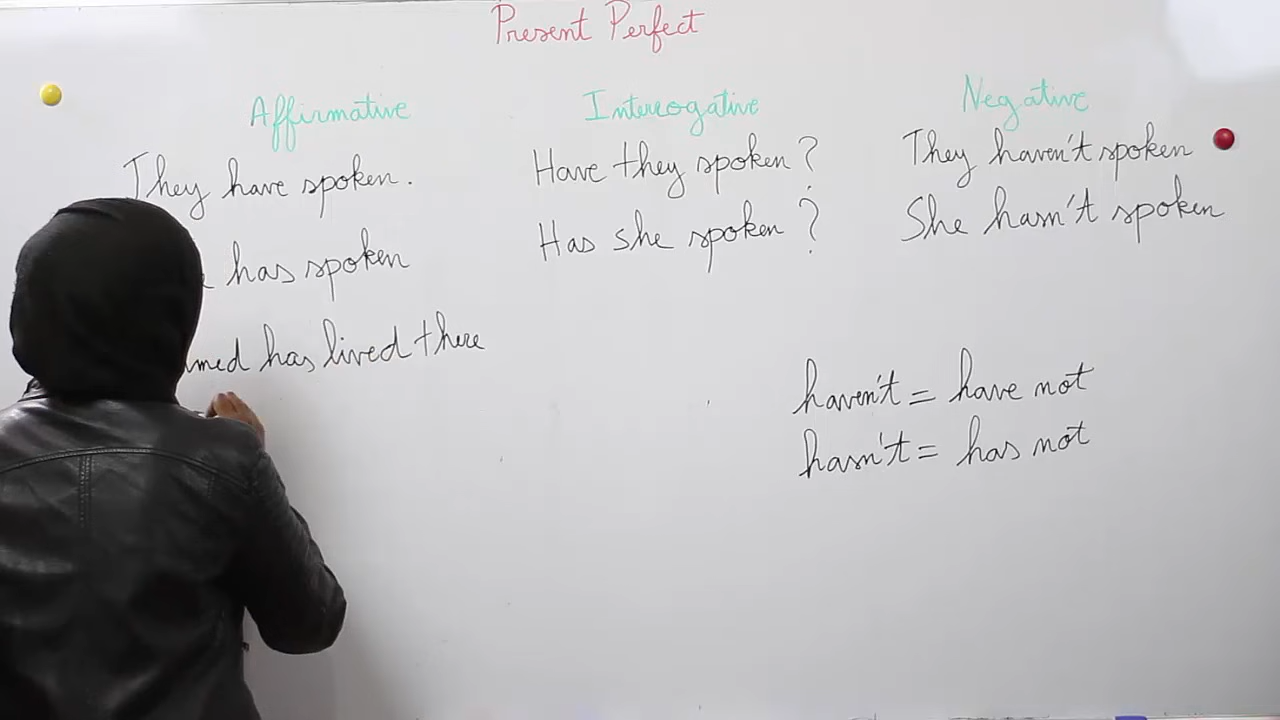 Present Perfect
Affirmative
They have spoken.
has spoken
has lived there
Interrogative
Have they spoken?
Has she spoken?
Negative
They haven't spoken
She hasn't spoken
haven't = have not
hasn't = has not